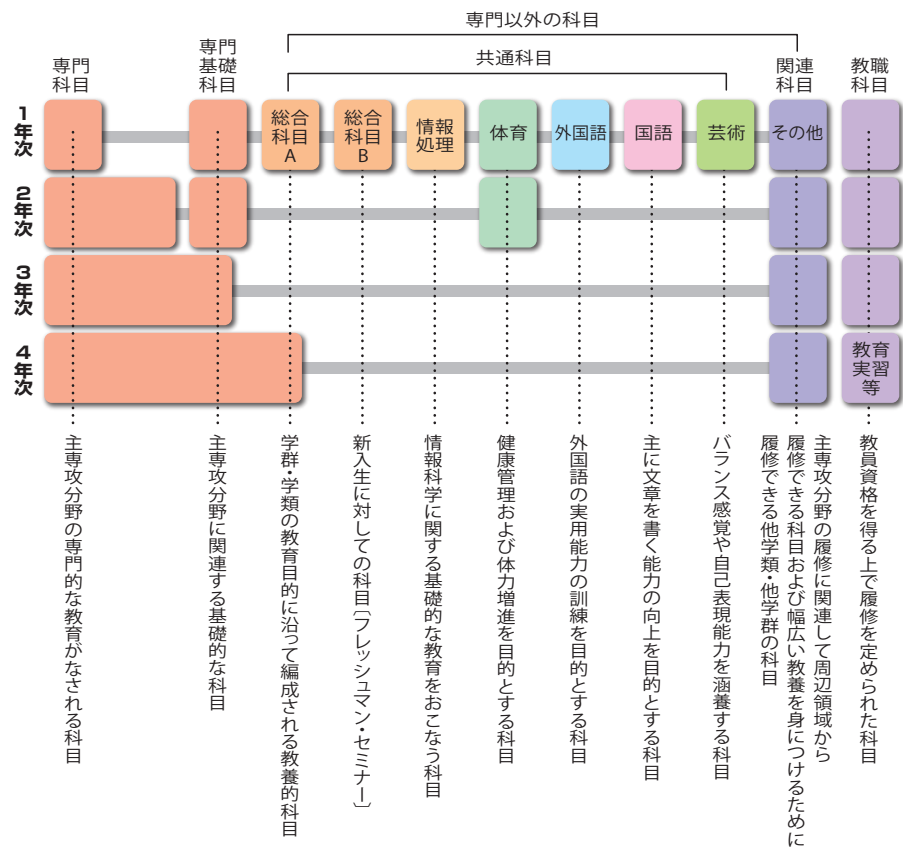 専門以外の科目
共通科目
専門
科目
専門
基礎
科目
関連
科目
教職
科目
1年次
総合
科目
A
総合
科目
B
情報
処理
体育
外国語
国語
芸術
その他
2年次
3年次
4年次
教育
実習
等
主専攻分野の専門的な教育がなされる科目
主専攻分野に関連する基礎的な科目
学群・学類の教育目的に沿って編成される教養的科目
新入生に対しての科目〔フレッシュマン・セミナー〕
情報科学に関する基礎的な教育をおこなう科目
健康管理および体力増進を目的とする科目
外国語の実用能力の訓練を目的とする科目
主に文章を書く能力の向上を目的とする科目
バランス感覚や自己表現能力を涵養する科目
主専攻分野の履修に関連して周辺領域から
履修できる科目および幅広い教養を身につけるために
履修できる他学類・他学群の科目
教員資格を得る上で履修を定められた科目